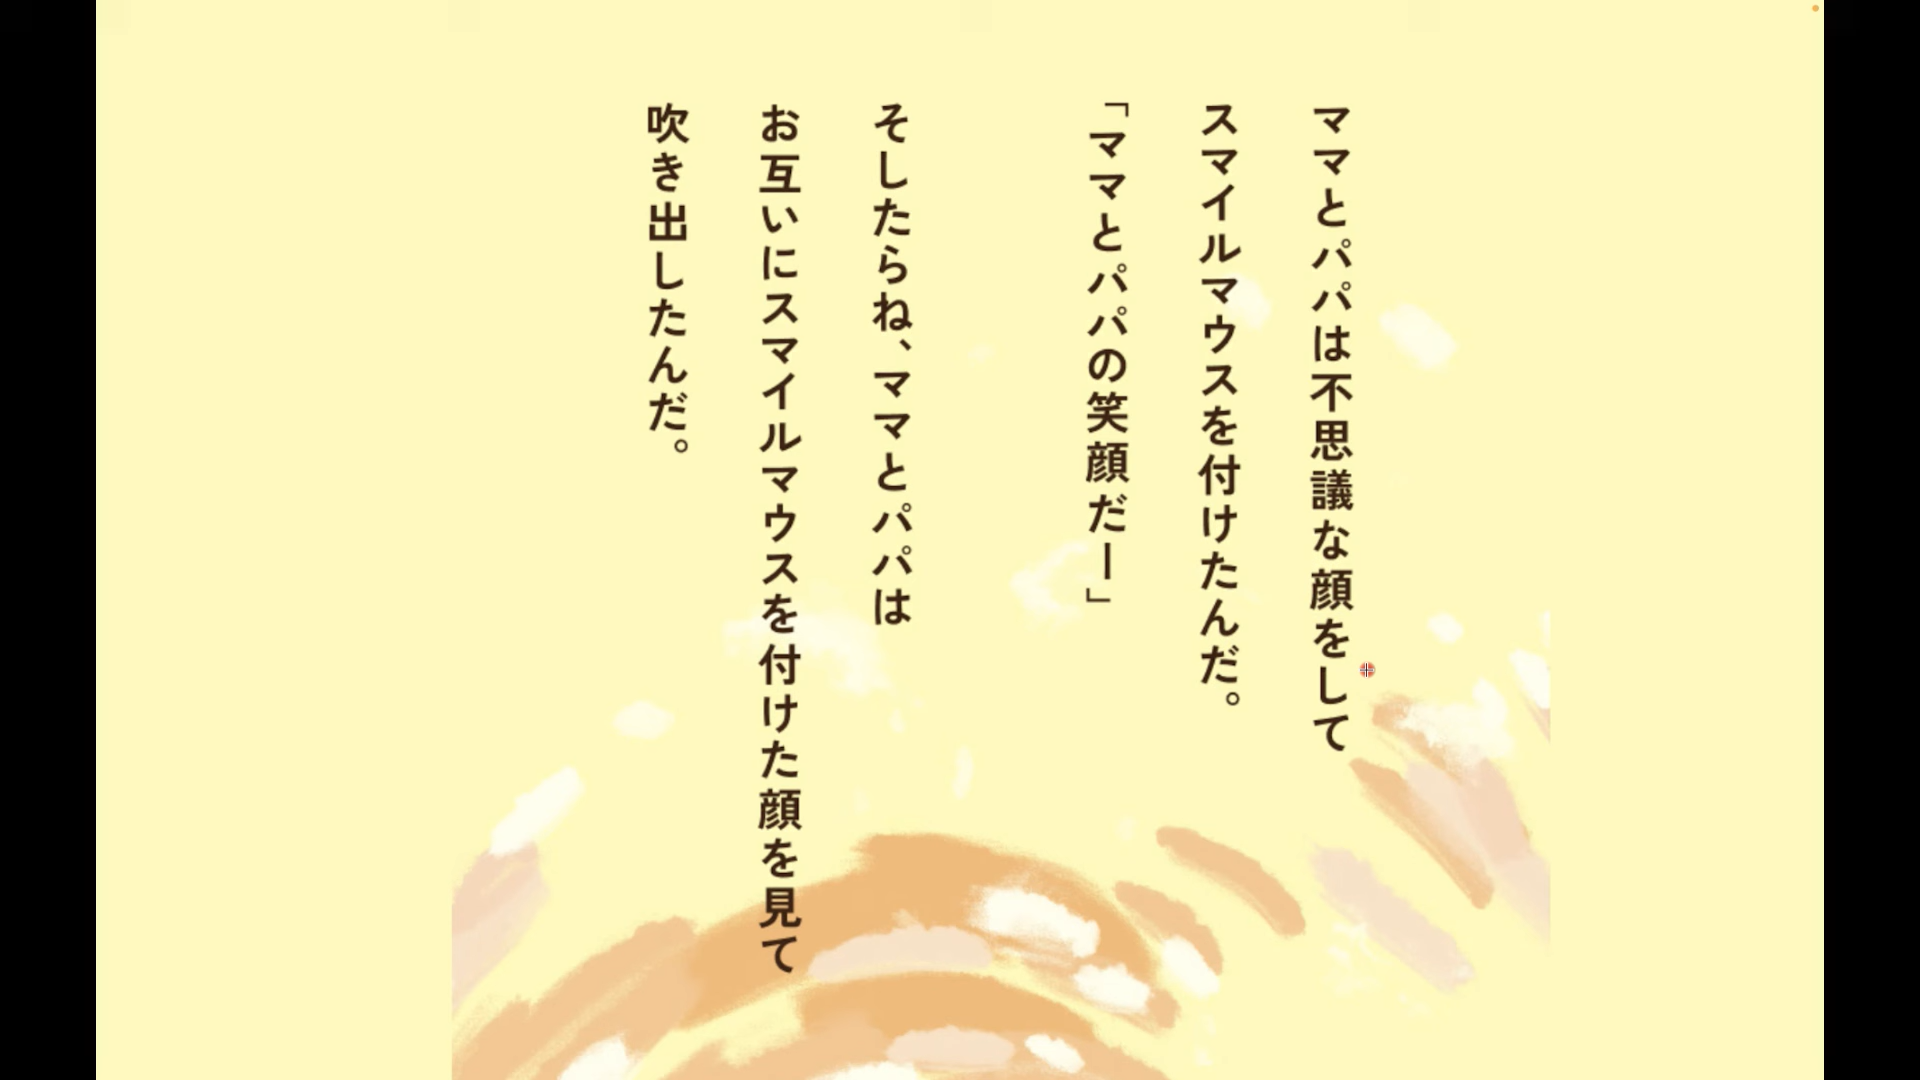 ママとパパは不思議な顔をして
スマイルマウスを付けたんだ。
「ママとパパの笑顔だー」
そしたらね、ママとパパは
お互いにスマイルマウスを付けた顔を見て
吹き出したんだ。